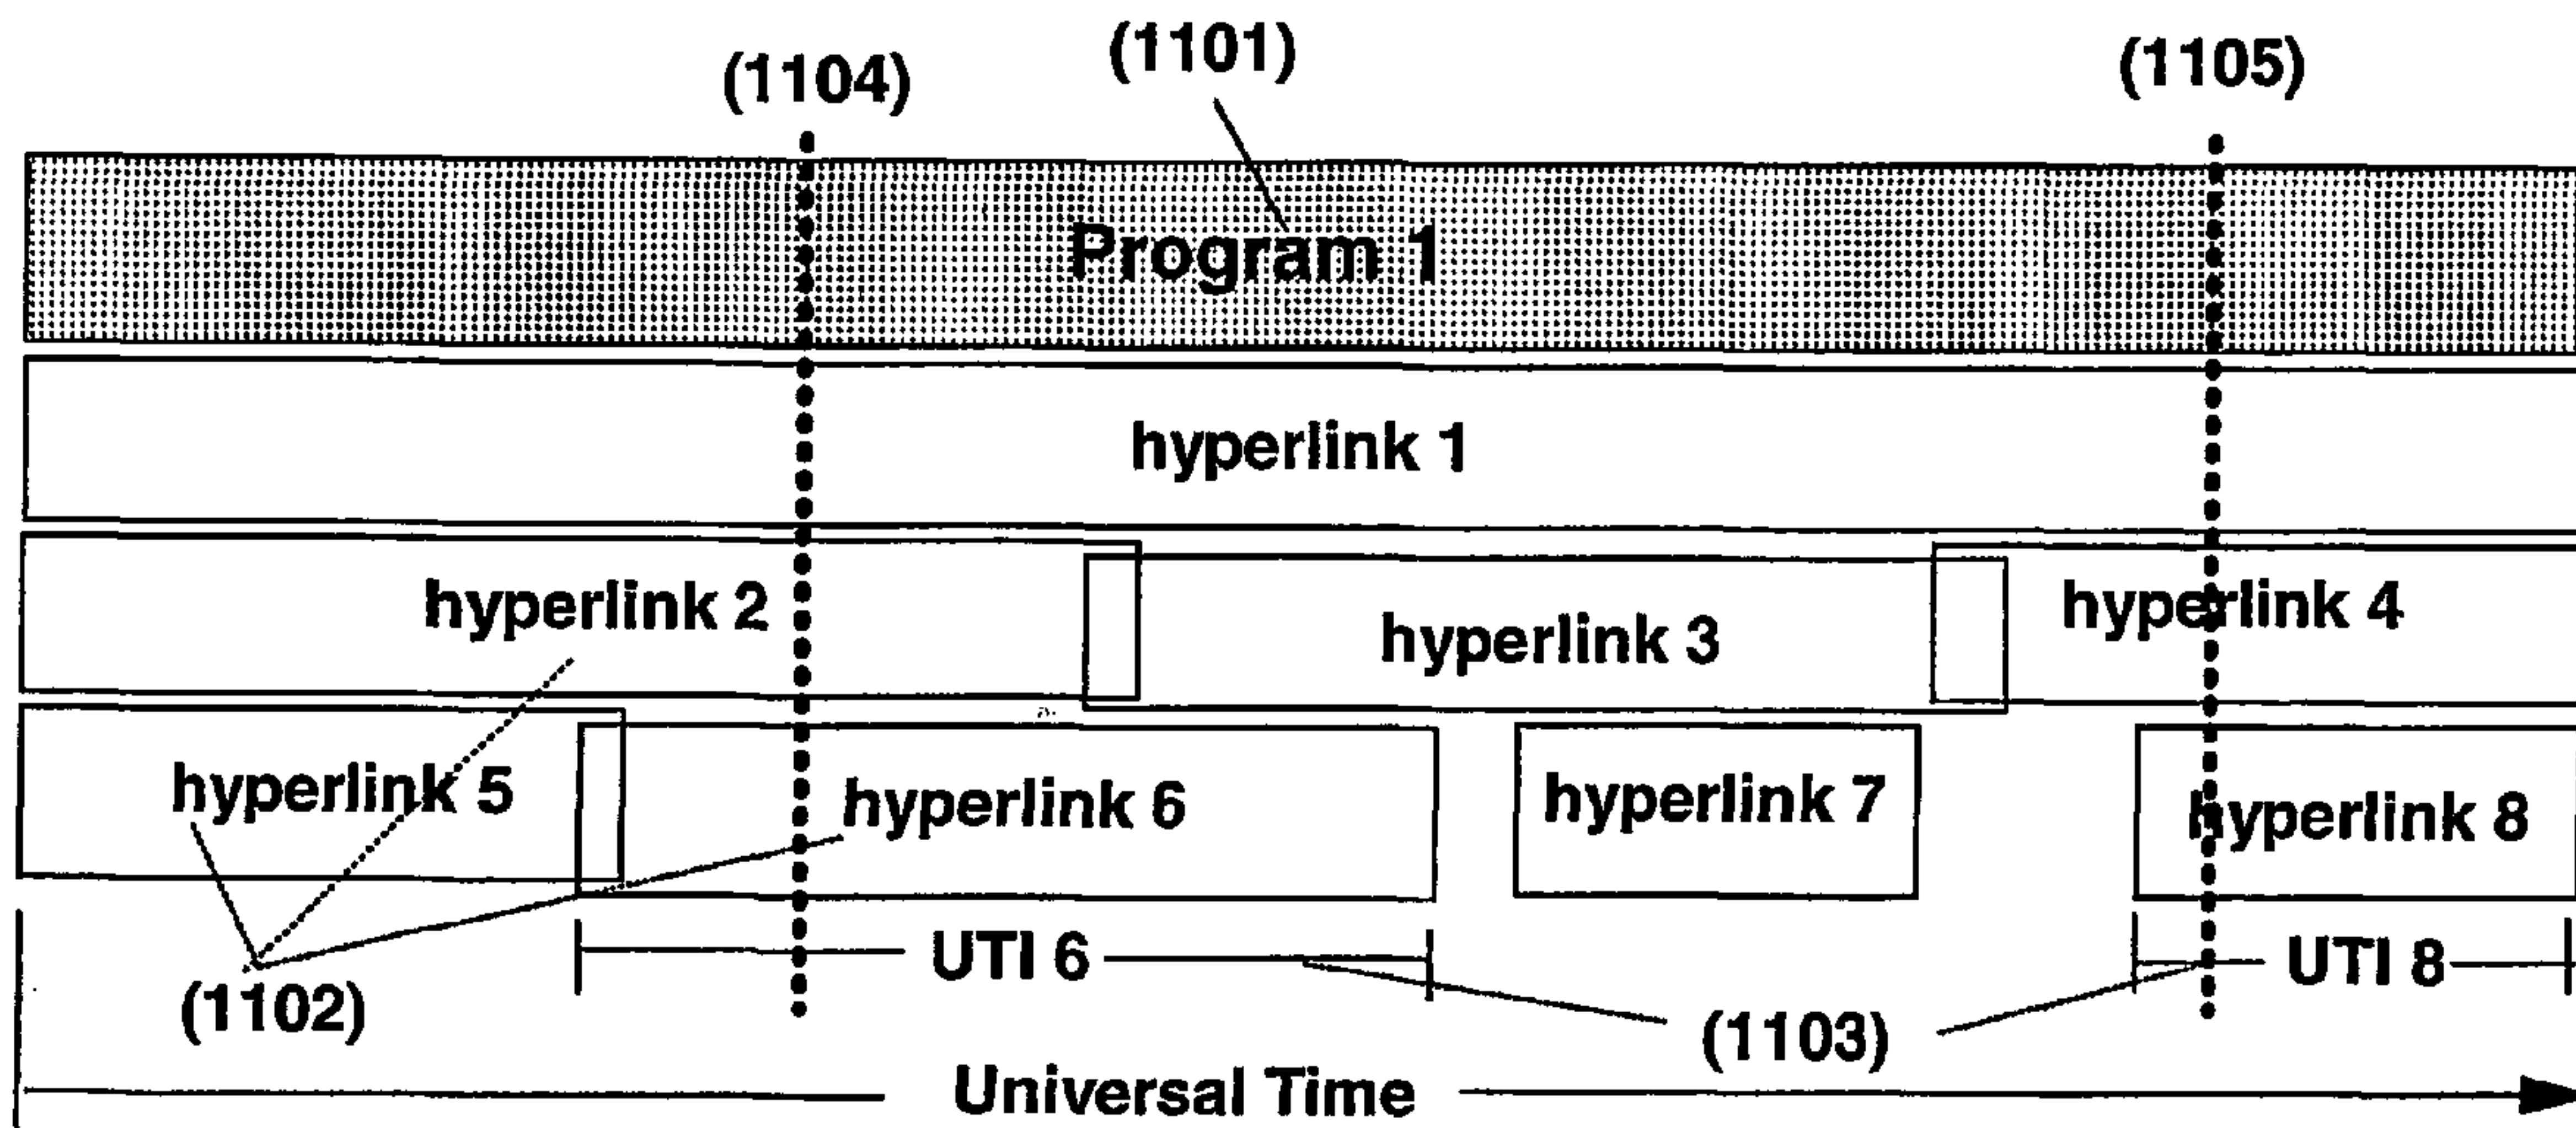 (1101)
(1104)
(1105)
Program 1
hyperlink 1
hyperlink 2
hyperlink 3
hyperlink 4
hyperlink 5
hyperlink 6
hyperlink 7
hyperlink 8
UTI 6
UTI 8
(1102)
(1103)
Universal Time